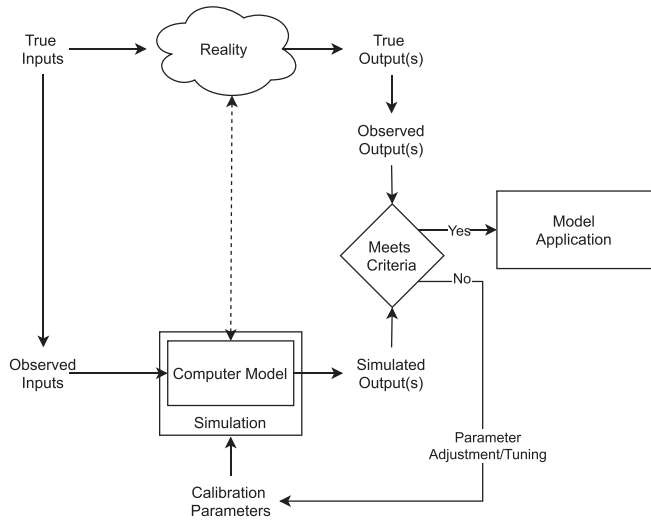 True
Inputs
Reality
True
Output(s)
Observed
Output(s)
Meets
Criteria
Yes
Model
Application
No
Observed
Inputs
Computer Model
Simulation
Simulated
Output(s)
Parameter
Adjustment/Tuning
Calibration
Parameters